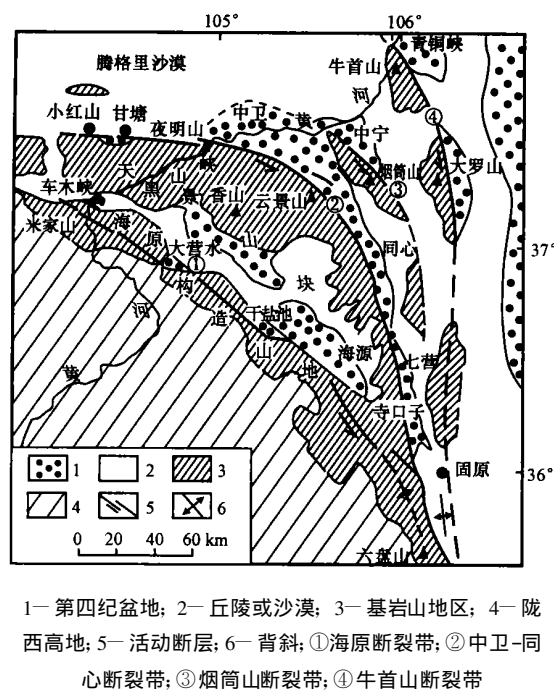 105°
106°
青铜峡
牛首山
腾格里沙漠
河
黄
中卫
小红山
甘塘
夜明山
中宁
④
峡
大罗山
烟筒山
③
天
黑
山
车木峡
寮
香山
云景山
②
米家山
海
原
大营水
①
山
同心
37°
块
构
造
干盐地
河
山
海源
地
七营
黄
寺口子
1
2
3
固原
36°
4
5
6
0 20 40 60 km
六盘山
1—第四纪盆地; 2—丘陵或沙漠; 3—基岩山地区; 4—陇
西高地; 5—活动断层; 6—背斜; ①海原断裂带; ②中卫-同
心断裂带; ③烟筒山断裂带; ④牛首山断裂带